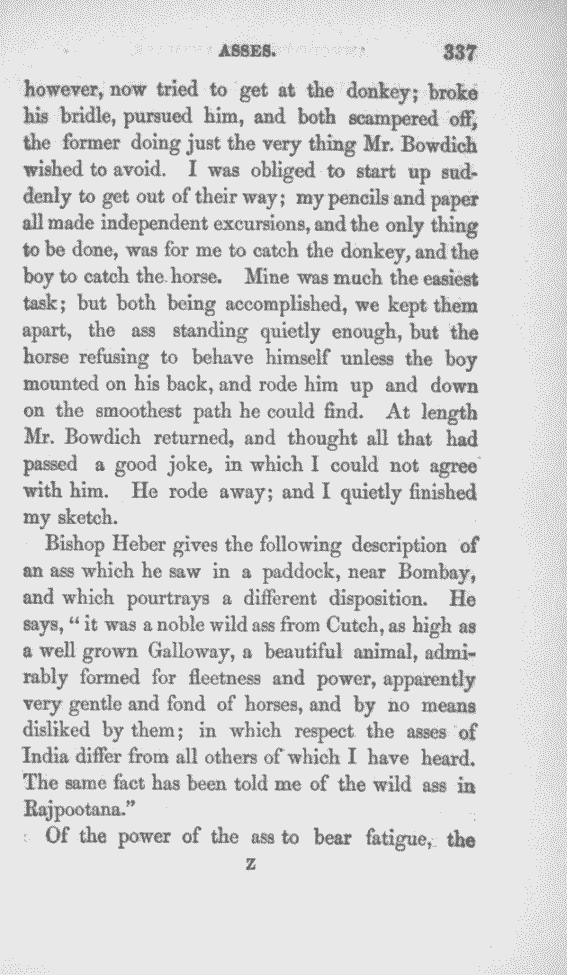 ASSES. 337
however, now tried to get at the donkey; broke
his bridle, pursued him, and both scampered off,
the former doing just the very thing Mr. Bowdich
wished to avoid. I was obliged to start up sud-
denly to get out of their way; my pencils and paper
all made independent excursions, and the only thing
to be done, was for me to catch the donkey, and the
boy to catch the horse. Mine was much the easiest
task; but both being accomplished, we kept them
apart, the ass standing quietly enough, but the
horse refusing to behave himself unless the boy
mounted on his back, and rode him up and down
on the smoothest path he could find. At length
Mr. Bowdich returned, and thought all that had
passed a good joke, in which I could not agree
with him. He rode away; and I quietly finished
my sketch.
Bishop Heber gives the following description of
an ass which he saw in a paddock, near Bombay,
and which pourtrays a different disposition. He
says, "it was a noble wild ass from Cutch, as high as
a well grown Galloway, a beautiful animal, admi-
rably formed for fleetness and power, apparently
very gentle and fond of horses, and by no means
disliked by them; in which respect the asses of
India differ from all others of which I have heard.
The same fact has been told me of the wild ass in
Rajpootana."
Of the power of the ass to bear fatigue, the
Z